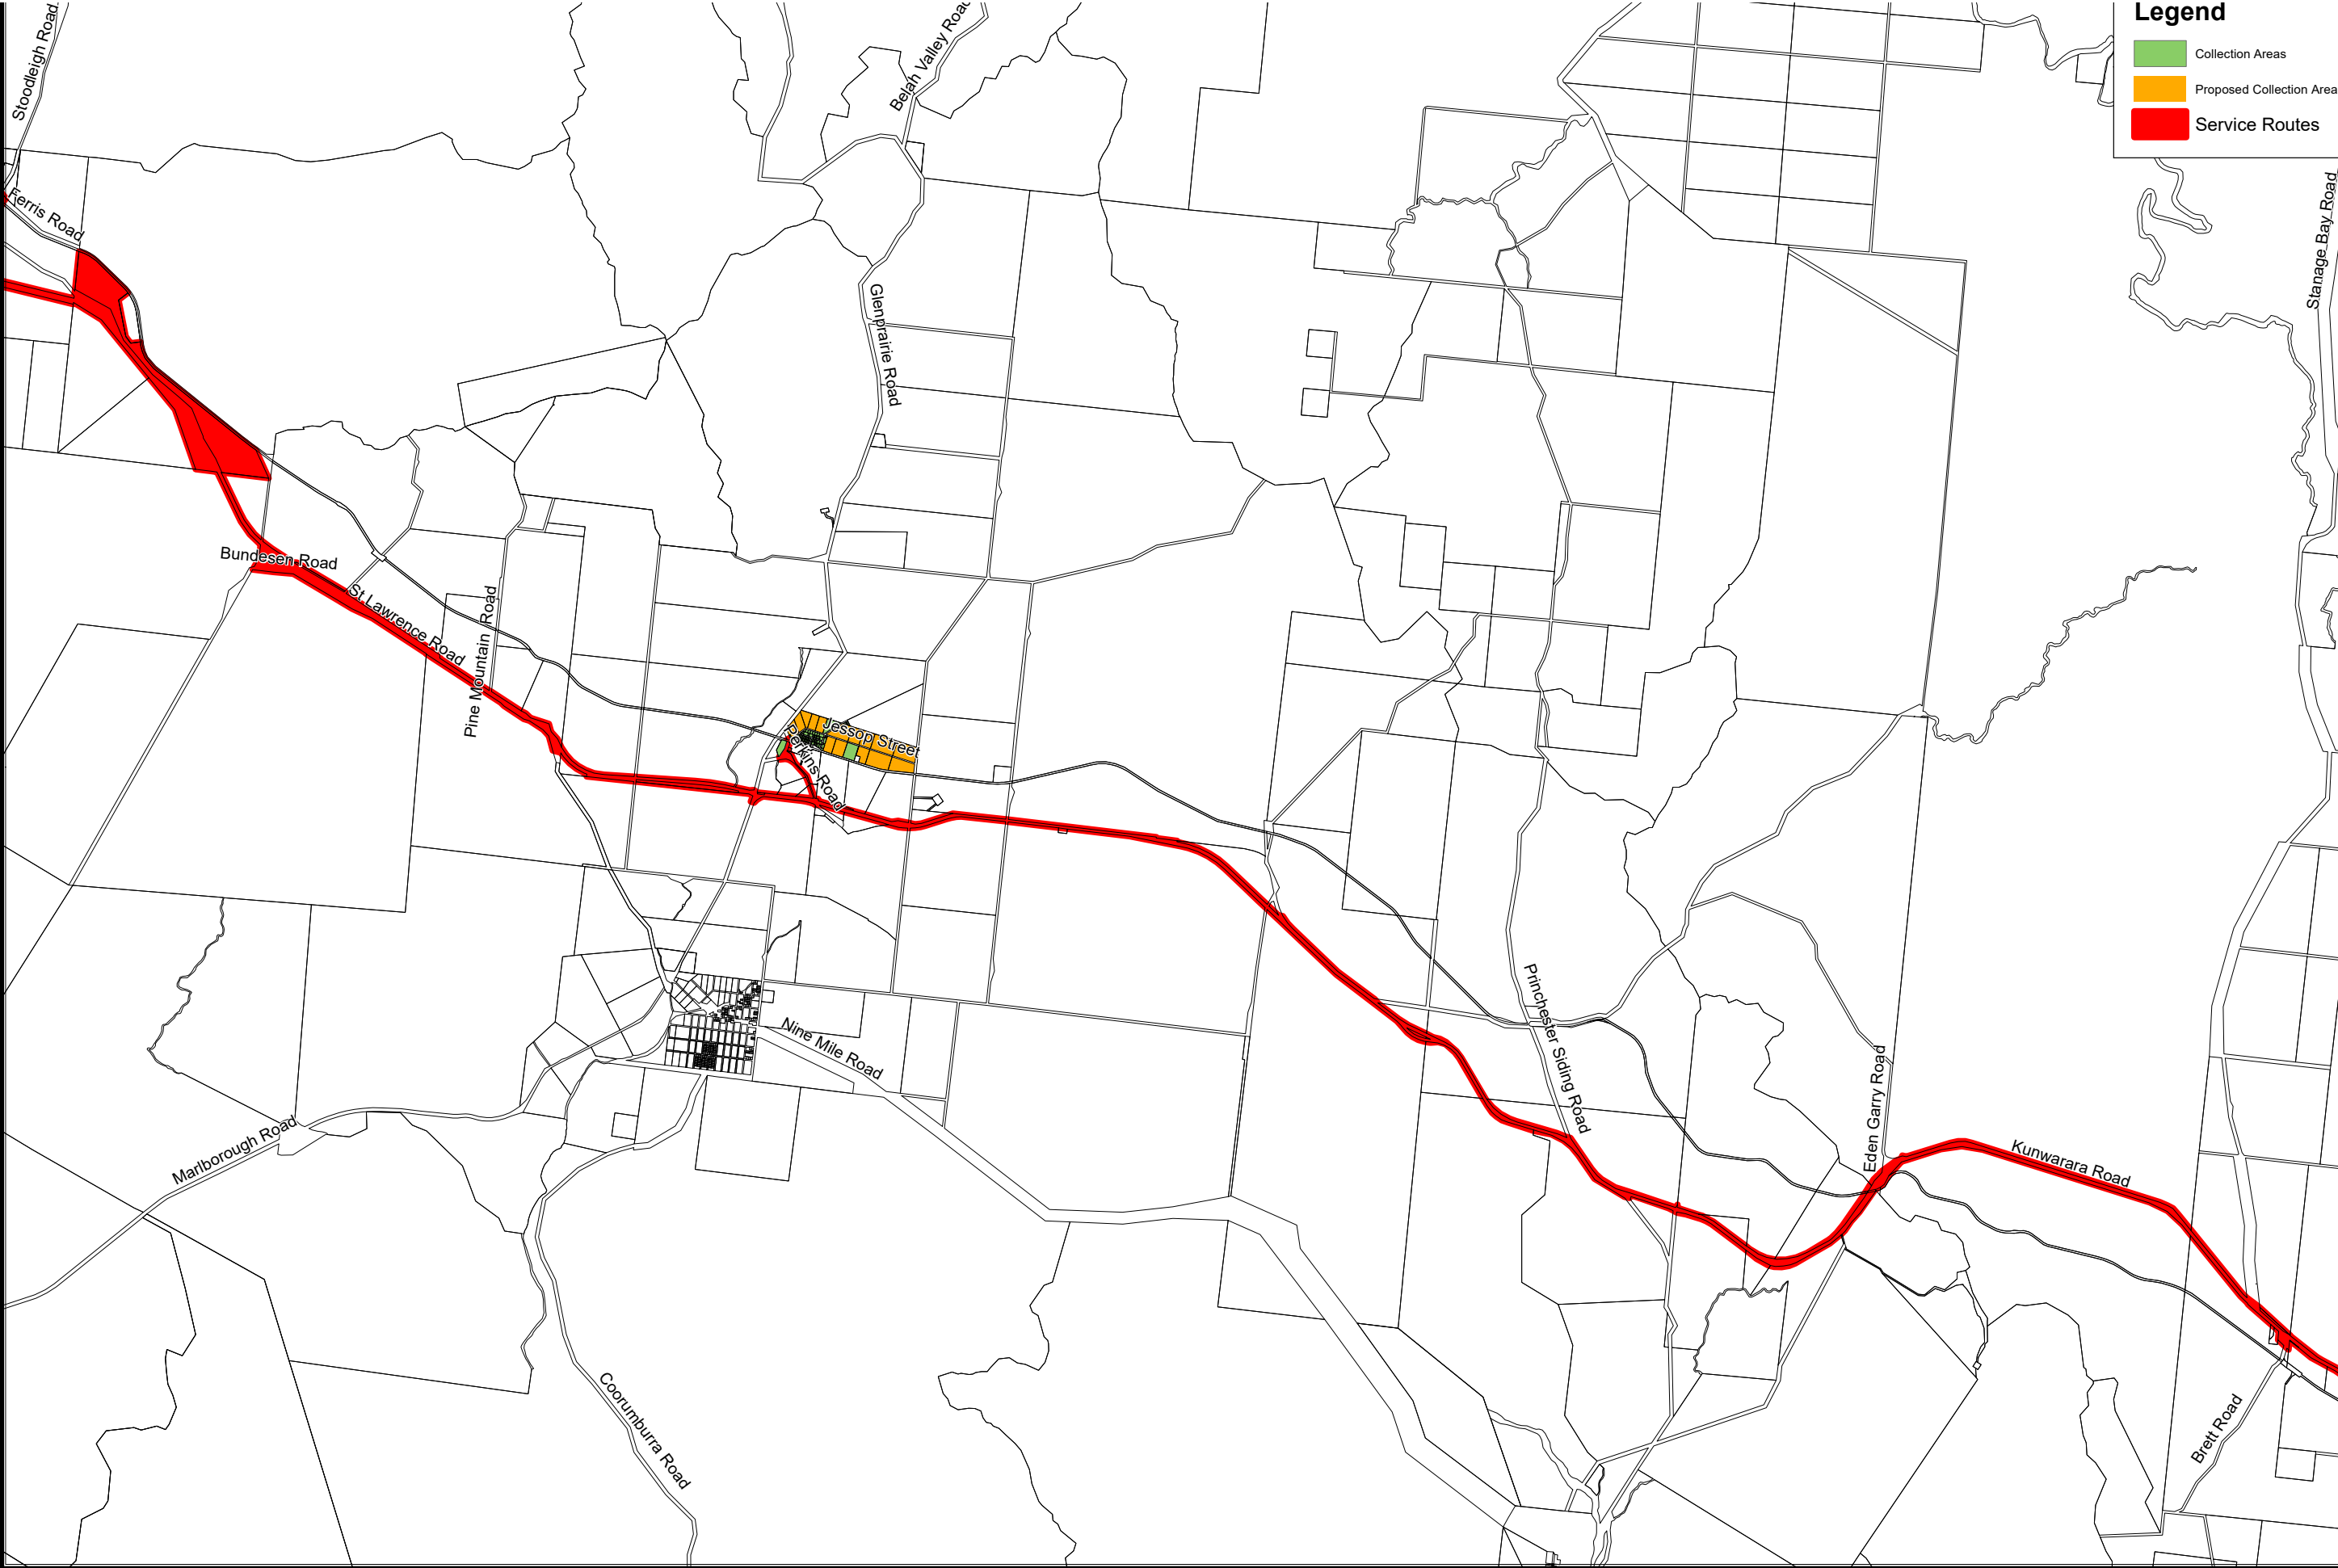 Legend
Collection Areas
Proposed Collection Area
Service Routes
Stoodleigh Road
Belah Valley Road
Ferris Road
Stanage Bay Road
Glenprairie Road
Bundesen Road
St Lawrence Road
Pine Mountain Road
Jessop Street
Perkins Road
Princhester Siding Road
Nine Mile Road
Eden Garry Road
Marlborough Road
Kunwarara Road
Coorumburra Road
Brett Road